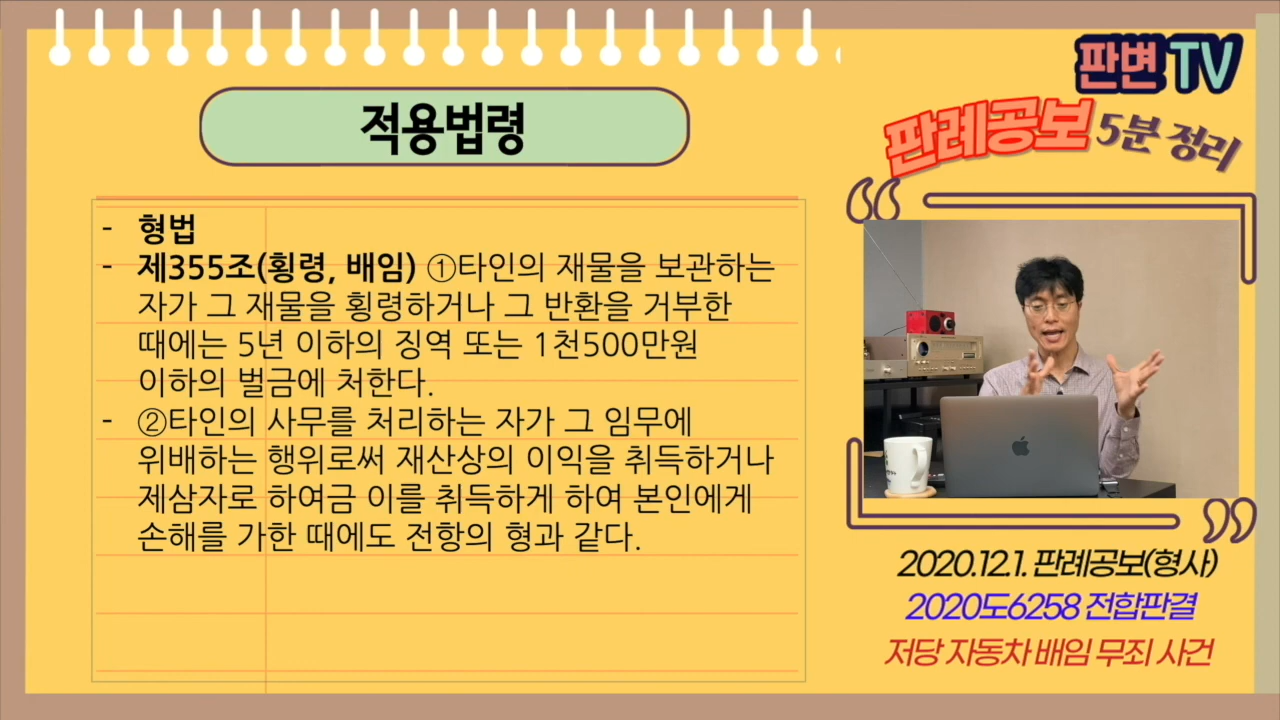 적용법령
- 형법
- 제355조(횡령, 배임) ①타인의 재물을 보관하는
자가 그 재물을 횡령하거나 그 반환을 거부한
때에는 5년 이하의 징역 또는 1천500만원
이하의 벌금에 처한다.
- ②타인의 사무를 처리하는 자가 그 임무에
위배하는 행위로써 재산상의 이익을 취득하거나
제삼자로 하여금 이를 취득하게 하여 본인에게
손해를 가한 때에도 전항의 형과 같다.
판변 TV
판례공보 5분 정리
2020.12.1. 판례공보(형사)
2020도6258 전합판결
저당 자동차 배임 무죄 사건